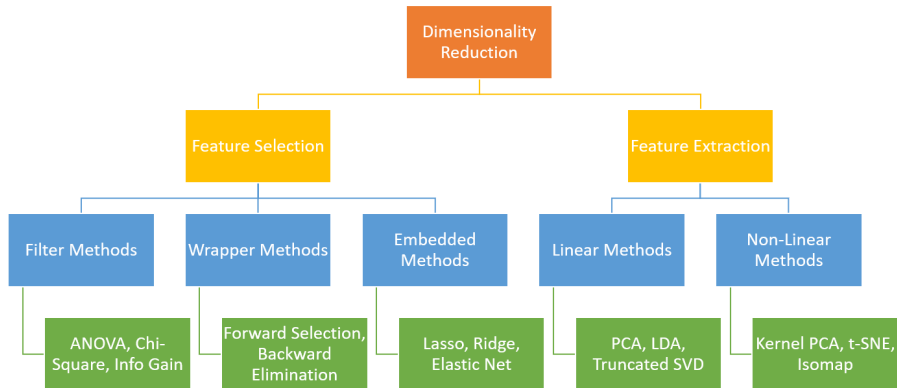 Dimensionality
Reduction
Feature Selection
Feature Extraction
Filter Methods
Wrapper Methods
Embedded
Methods
Linear Methods
Non-Linear
Methods
ANOVA, Chi-
Square, Info Gain
Forward Selection,
Backward
Elimination
Lasso, Ridge,
Elastic Net
PCA, LDA,
Truncated SVD
Kernel PCA, t-SNE,
Isomap